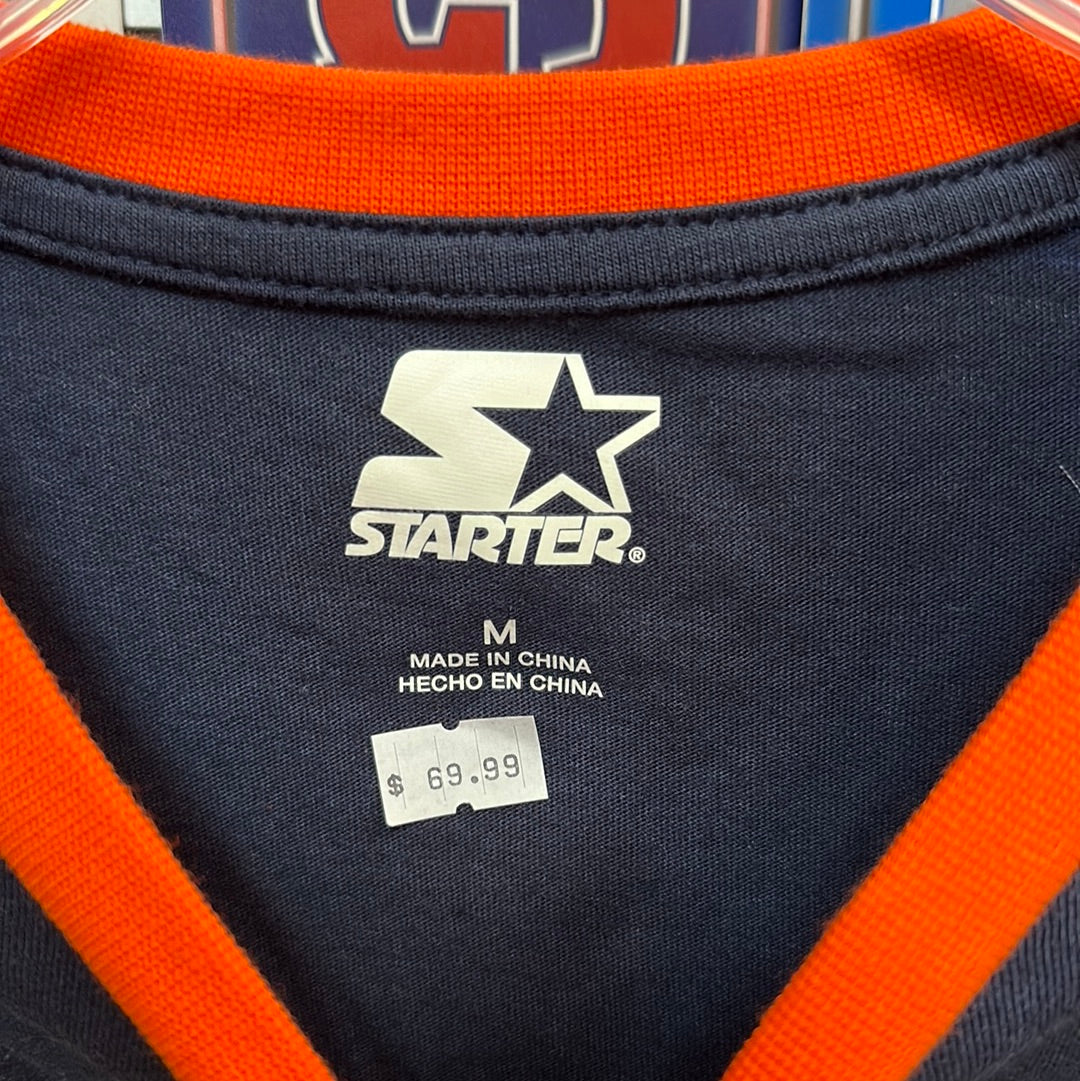 STARTER®
M
MADE IN CHINA
HECHO EN CHINA
$ 69.99